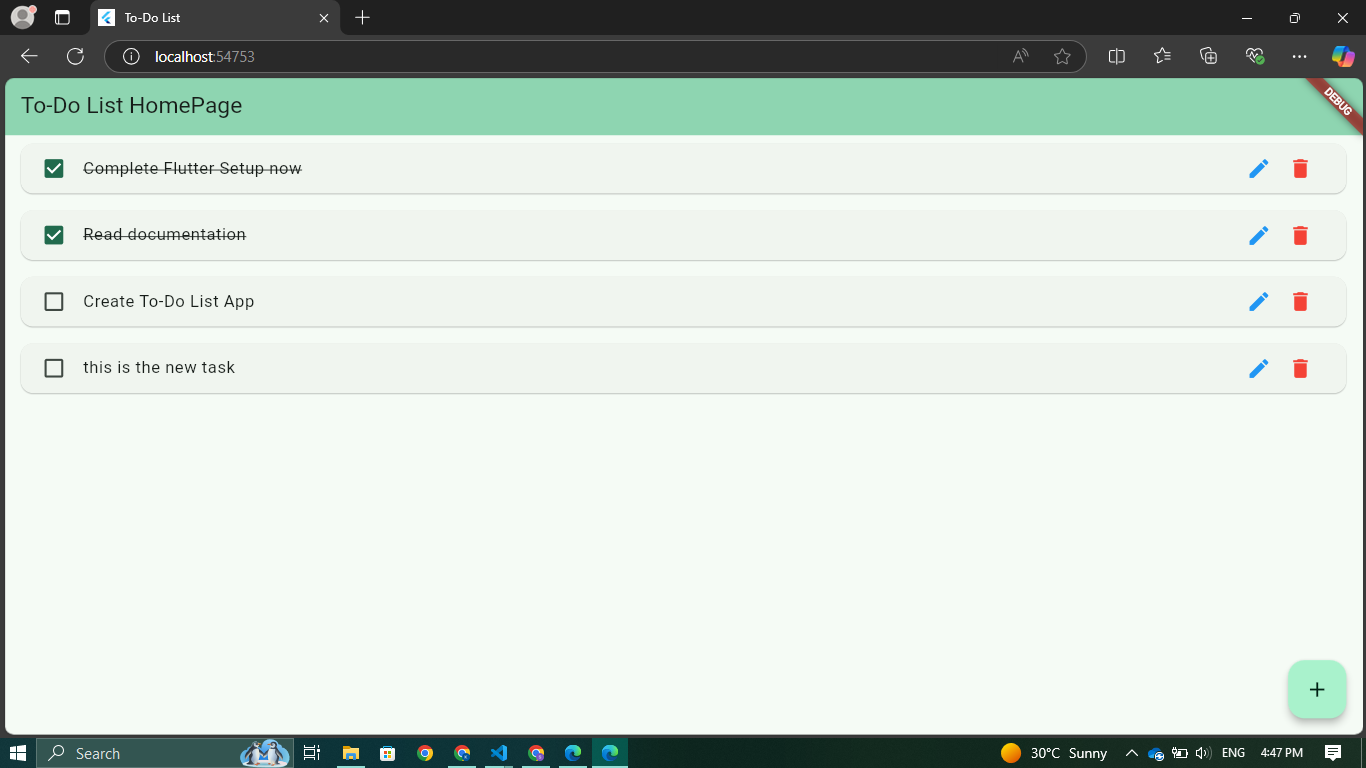 To-Do List
localhost:54753
To-Do List HomePage
DEBUG
Complete Flutter Setup now
Read documentation
Create To-Do List App
this is the new task
Search
30°C Sunny
ENG
4:47 PM